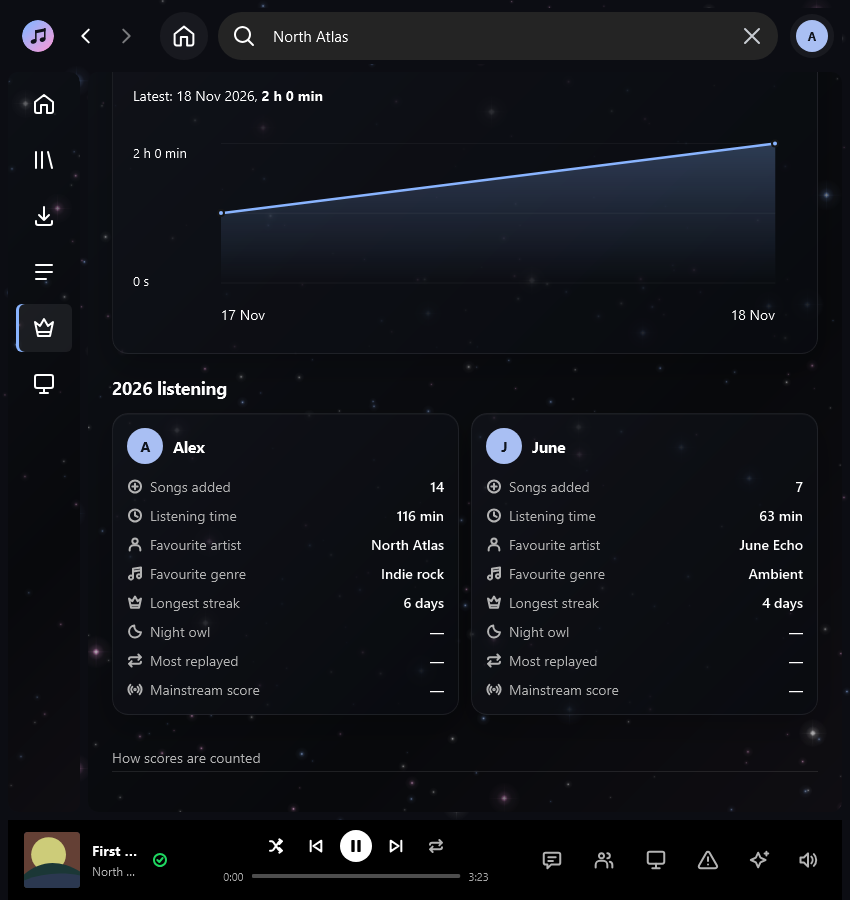 North Atlas
A
Latest: 18 Nov 2026, 2 h 0 min
2 h 0 min
0 s
17 Nov
18 Nov
2026 listening
A
Alex
Songs added
14
Listening time
116 min
Favourite artist
North Atlas
Favourite genre
Indie rock
Longest streak
6 days
Night owl
—
Most replayed
—
Mainstream score
—
J
June
Songs added
7
Listening time
63 min
Favourite artist
June Echo
Favourite genre
Ambient
Longest streak
4 days
Night owl
—
Most replayed
—
Mainstream score
—
How scores are counted
First ...
North ...
0:00
3:23